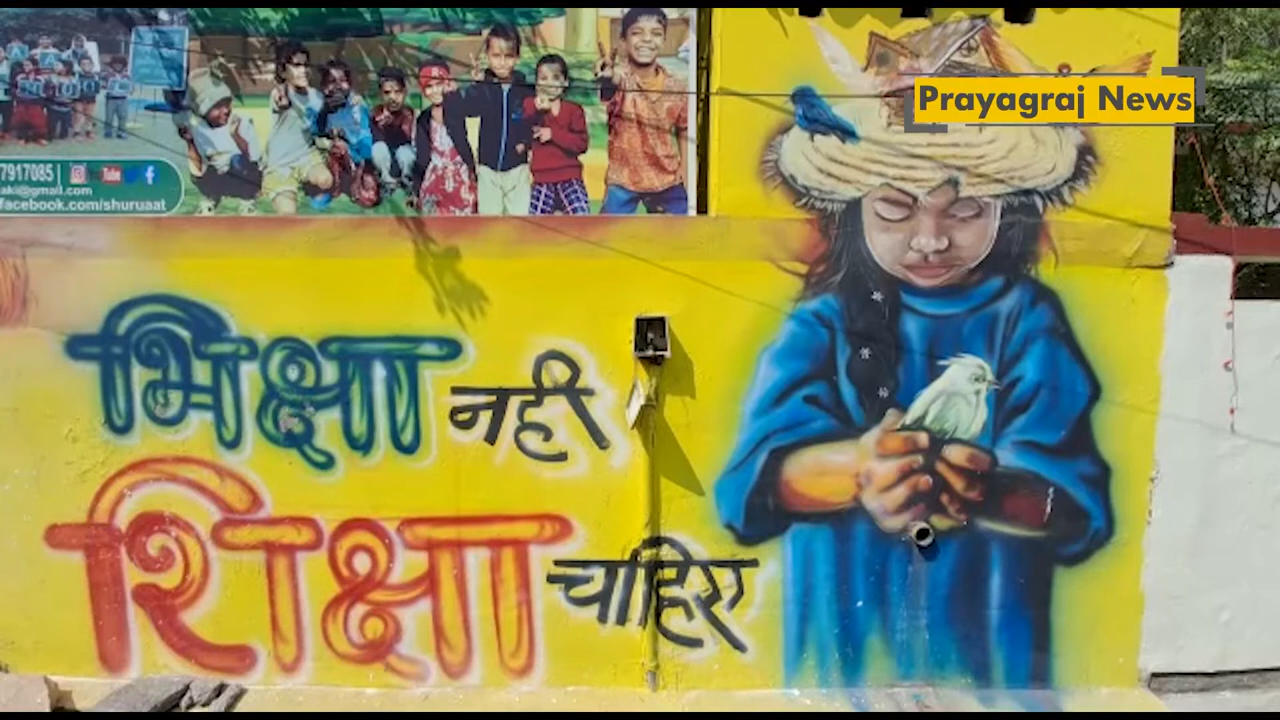 Prayagraj News
7917085 |
aki@gmail.com
facebook.com/shuruaat
भिक्षा नही
शिक्षा चाहिए